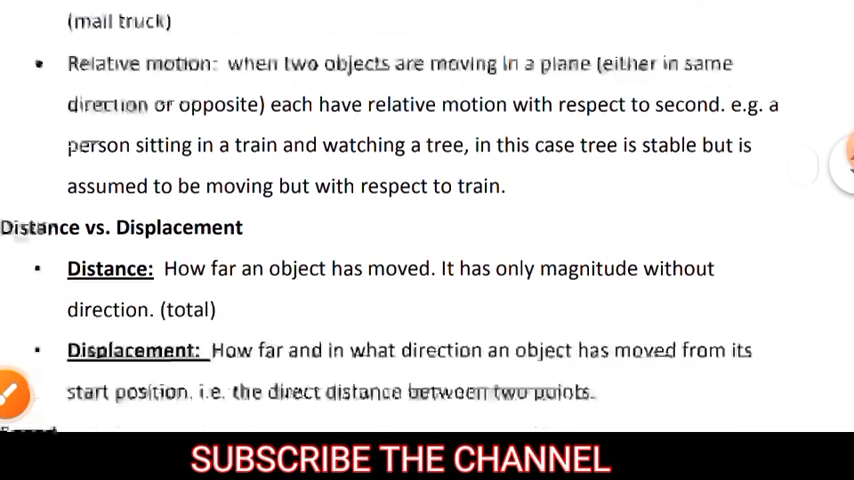 (mail truck)
• Relative motion: when two objects are moving in a plane (either in same
direction or opposite) each have relative motion with respect to second. e.g. a
person sitting in a train and watching a tree, in this case tree is stable but is
assumed to be moving but with respect to train.
Distance vs. Displacement
▪ Distance: How far an object has moved. It has only magnitude without
direction. (total)
▪ Displacement: How far and in what direction an object has moved from its
start position. i.e. the direct distance between two points.
SUBSCRIBE THE CHANNEL